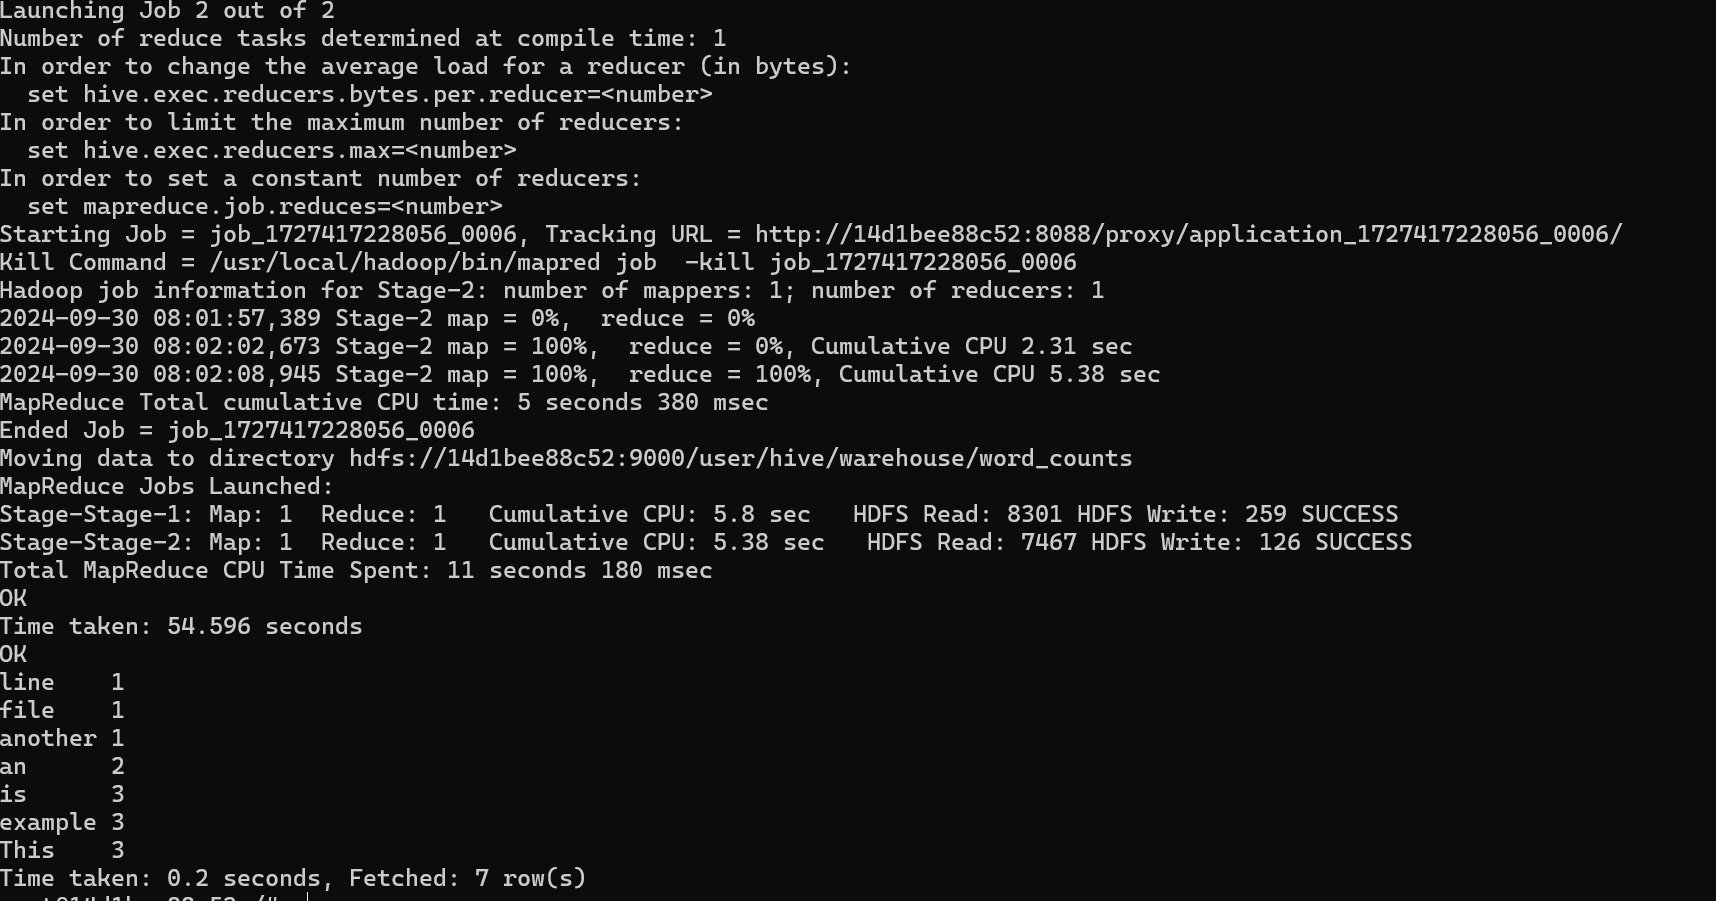 Launching Job 2 out of 2
Number of reduce tasks determined at compile time: 1
In order to change the average load for a reducer (in bytes):
  set hive.exec.reducers.bytes.per.reducer=<number>
In order to limit the maximum number of reducers:
  set hive.exec.reducers.max=<number>
In order to set a constant number of reducers:
  set mapreduce.job.reduces=<number>
Starting Job = job_1727417228056_0006, Tracking URL = http://14d1bee88c52:8088/proxy/application_1727417228056_0006/
Kill Command = /usr/local/hadoop/bin/mapred job  -kill job_1727417228056_0006
Hadoop job information for Stage-2: number of mappers: 1; number of reducers: 1
2024-09-30 08:01:57,389 Stage-2 map = 0%,  reduce = 0%
2024-09-30 08:02:02,673 Stage-2 map = 100%,  reduce = 0%, Cumulative CPU 2.31 sec
2024-09-30 08:02:08,945 Stage-2 map = 100%,  reduce = 100%, Cumulative CPU 5.38 sec
MapReduce Total cumulative CPU time: 5 seconds 380 msec
Ended Job = job_1727417228056_0006
Moving data to directory hdfs://14d1bee88c52:9000/user/hive/warehouse/word_counts
MapReduce Jobs Launched:
Stage-Stage-1: Map: 1  Reduce: 1   Cumulative CPU: 5.8 sec   HDFS Read: 8301 HDFS Write: 259 SUCCESS
Stage-Stage-2: Map: 1  Reduce: 1   Cumulative CPU: 5.38 sec   HDFS Read: 7467 HDFS Write: 126 SUCCESS
Total MapReduce CPU Time Spent: 11 seconds 180 msec
OK
Time taken: 54.596 seconds
OK
line    1
file    1
another 1
an      2
is      3
example 3
This    3
Time taken: 0.2 seconds, Fetched: 7 row(s)